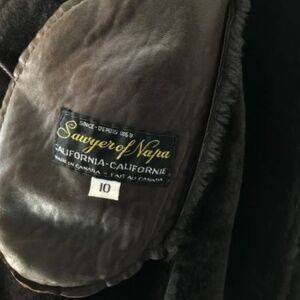 SINCE • DEPUIS 1869
Sawyer of Napa
CALIFORNIA - CALIFORNIE
MADE IN CANADA - FAIT AU CANADA
10